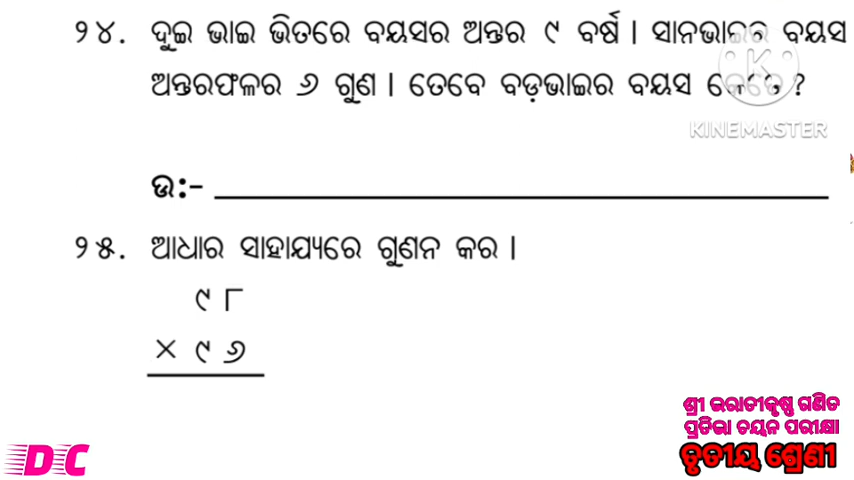 ୨୪. ଦୁଇ ଭାଇ ଭିତରେ ବୟସର ଅନ୍ତର ୯ ବର୍ଷ । ସାନଭାଇର ବୟସ
ଅନ୍ତରଫଳର ୬ ଗୁଣ । ତେବେ ବଡ଼ଭାଇର ବୟସ କେତେ ?
KINEMASTER
ଉ:-
୨୫. ଆଧାର ସାହାଯ୍ୟରେ ଗୁଣନ କର ।
୯୮
× ୯୬
ଶ୍ରୀ ଭରାତୀକୃଷ୍ଣ ଗଣିତ
ପ୍ରତିଭା ଚୟନ ପରୀକ୍ଷା
ତୃତୀୟ ଶ୍ରେଣୀ
DC